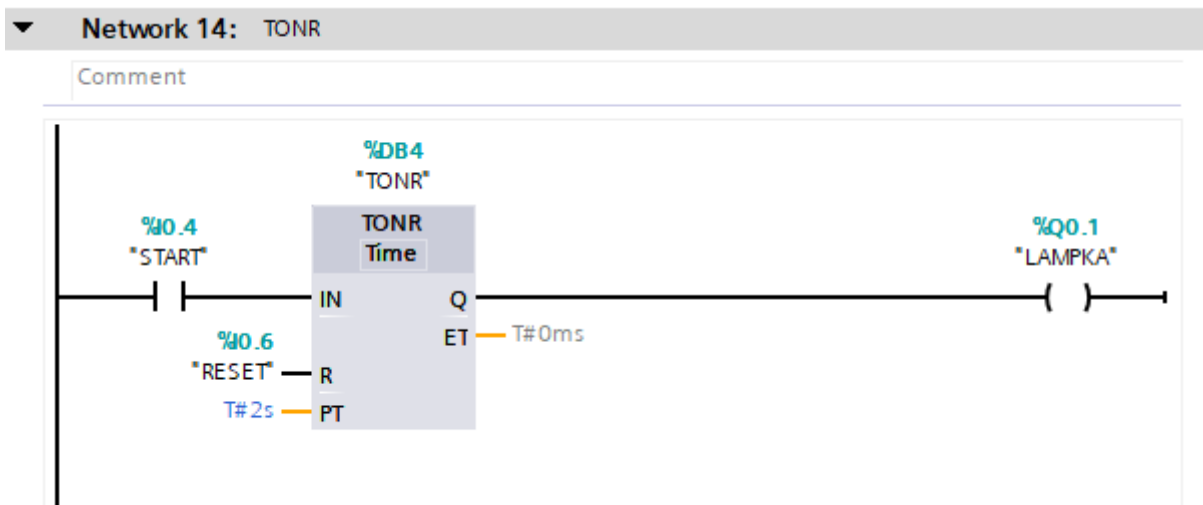 Network 14: TONR
Comment
%DB4
"TONR"
%I0.4
"START"
TONR
Time
%Q0.1
"LAMPKA"
IN
Q
%I0.6
"RESET"
ET
T#0ms
R
T#2s
PT